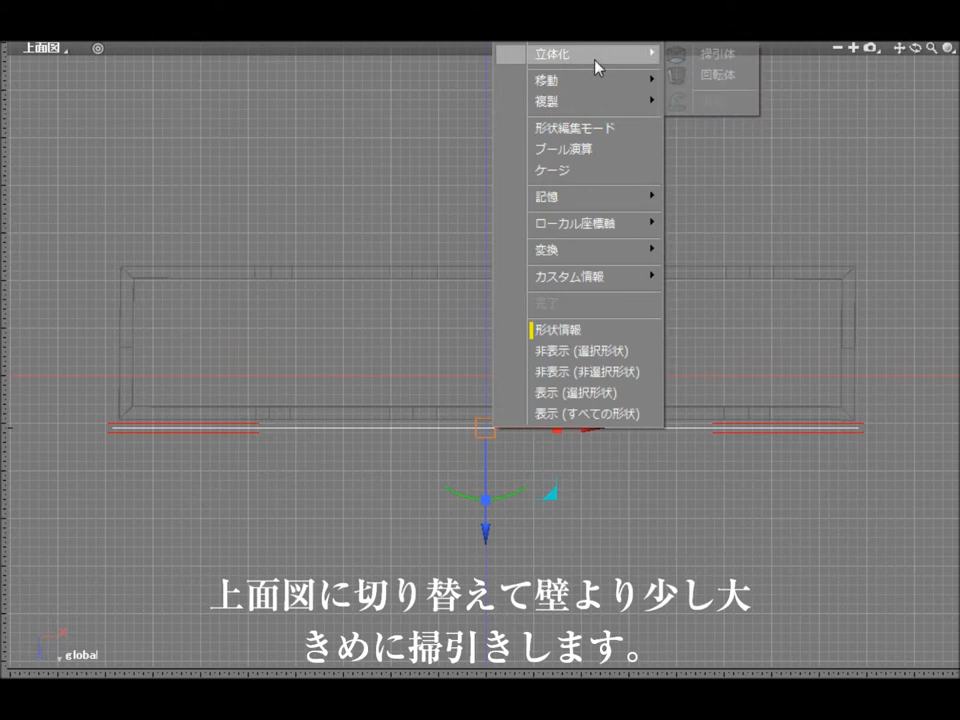 上面図
立体化
掃引体
回転体
移動
複製
形状編集モード
ブール演算
ケージ
記憶
ローカル座標軸
変換
カスタム情報
完了
形状情報
非表示 (選択形状)
非表示 (非選択形状)
表示 (選択形状)
表示 (すべての形状)
上面図に切り替えて壁より少し大
きめに掃引きします。
global